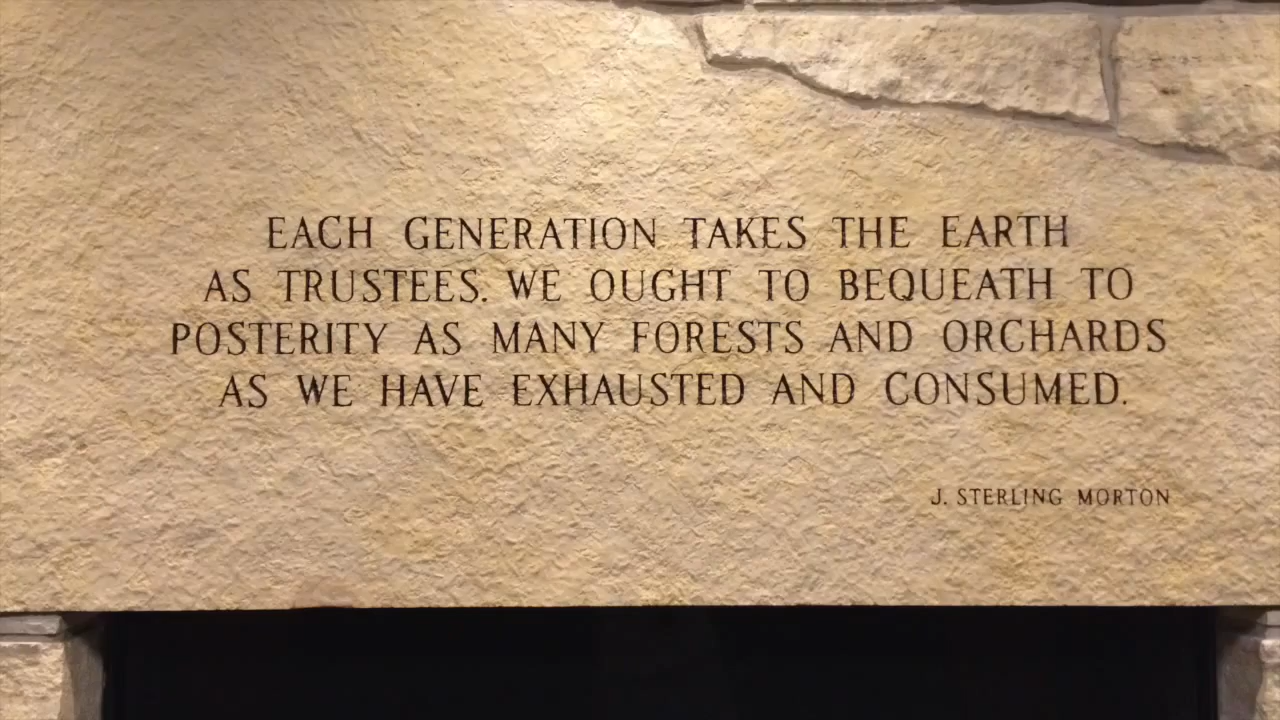 EACH GENERATION TAKES THE EARTH
AS TRUSTEES. WE OUGHT TO BEQUEATH TO
POSTERITY AS MANY FORESTS AND ORCHARDS
AS WE HAVE EXHAUSTED AND CONSUMED.
J. STERLING MORTON